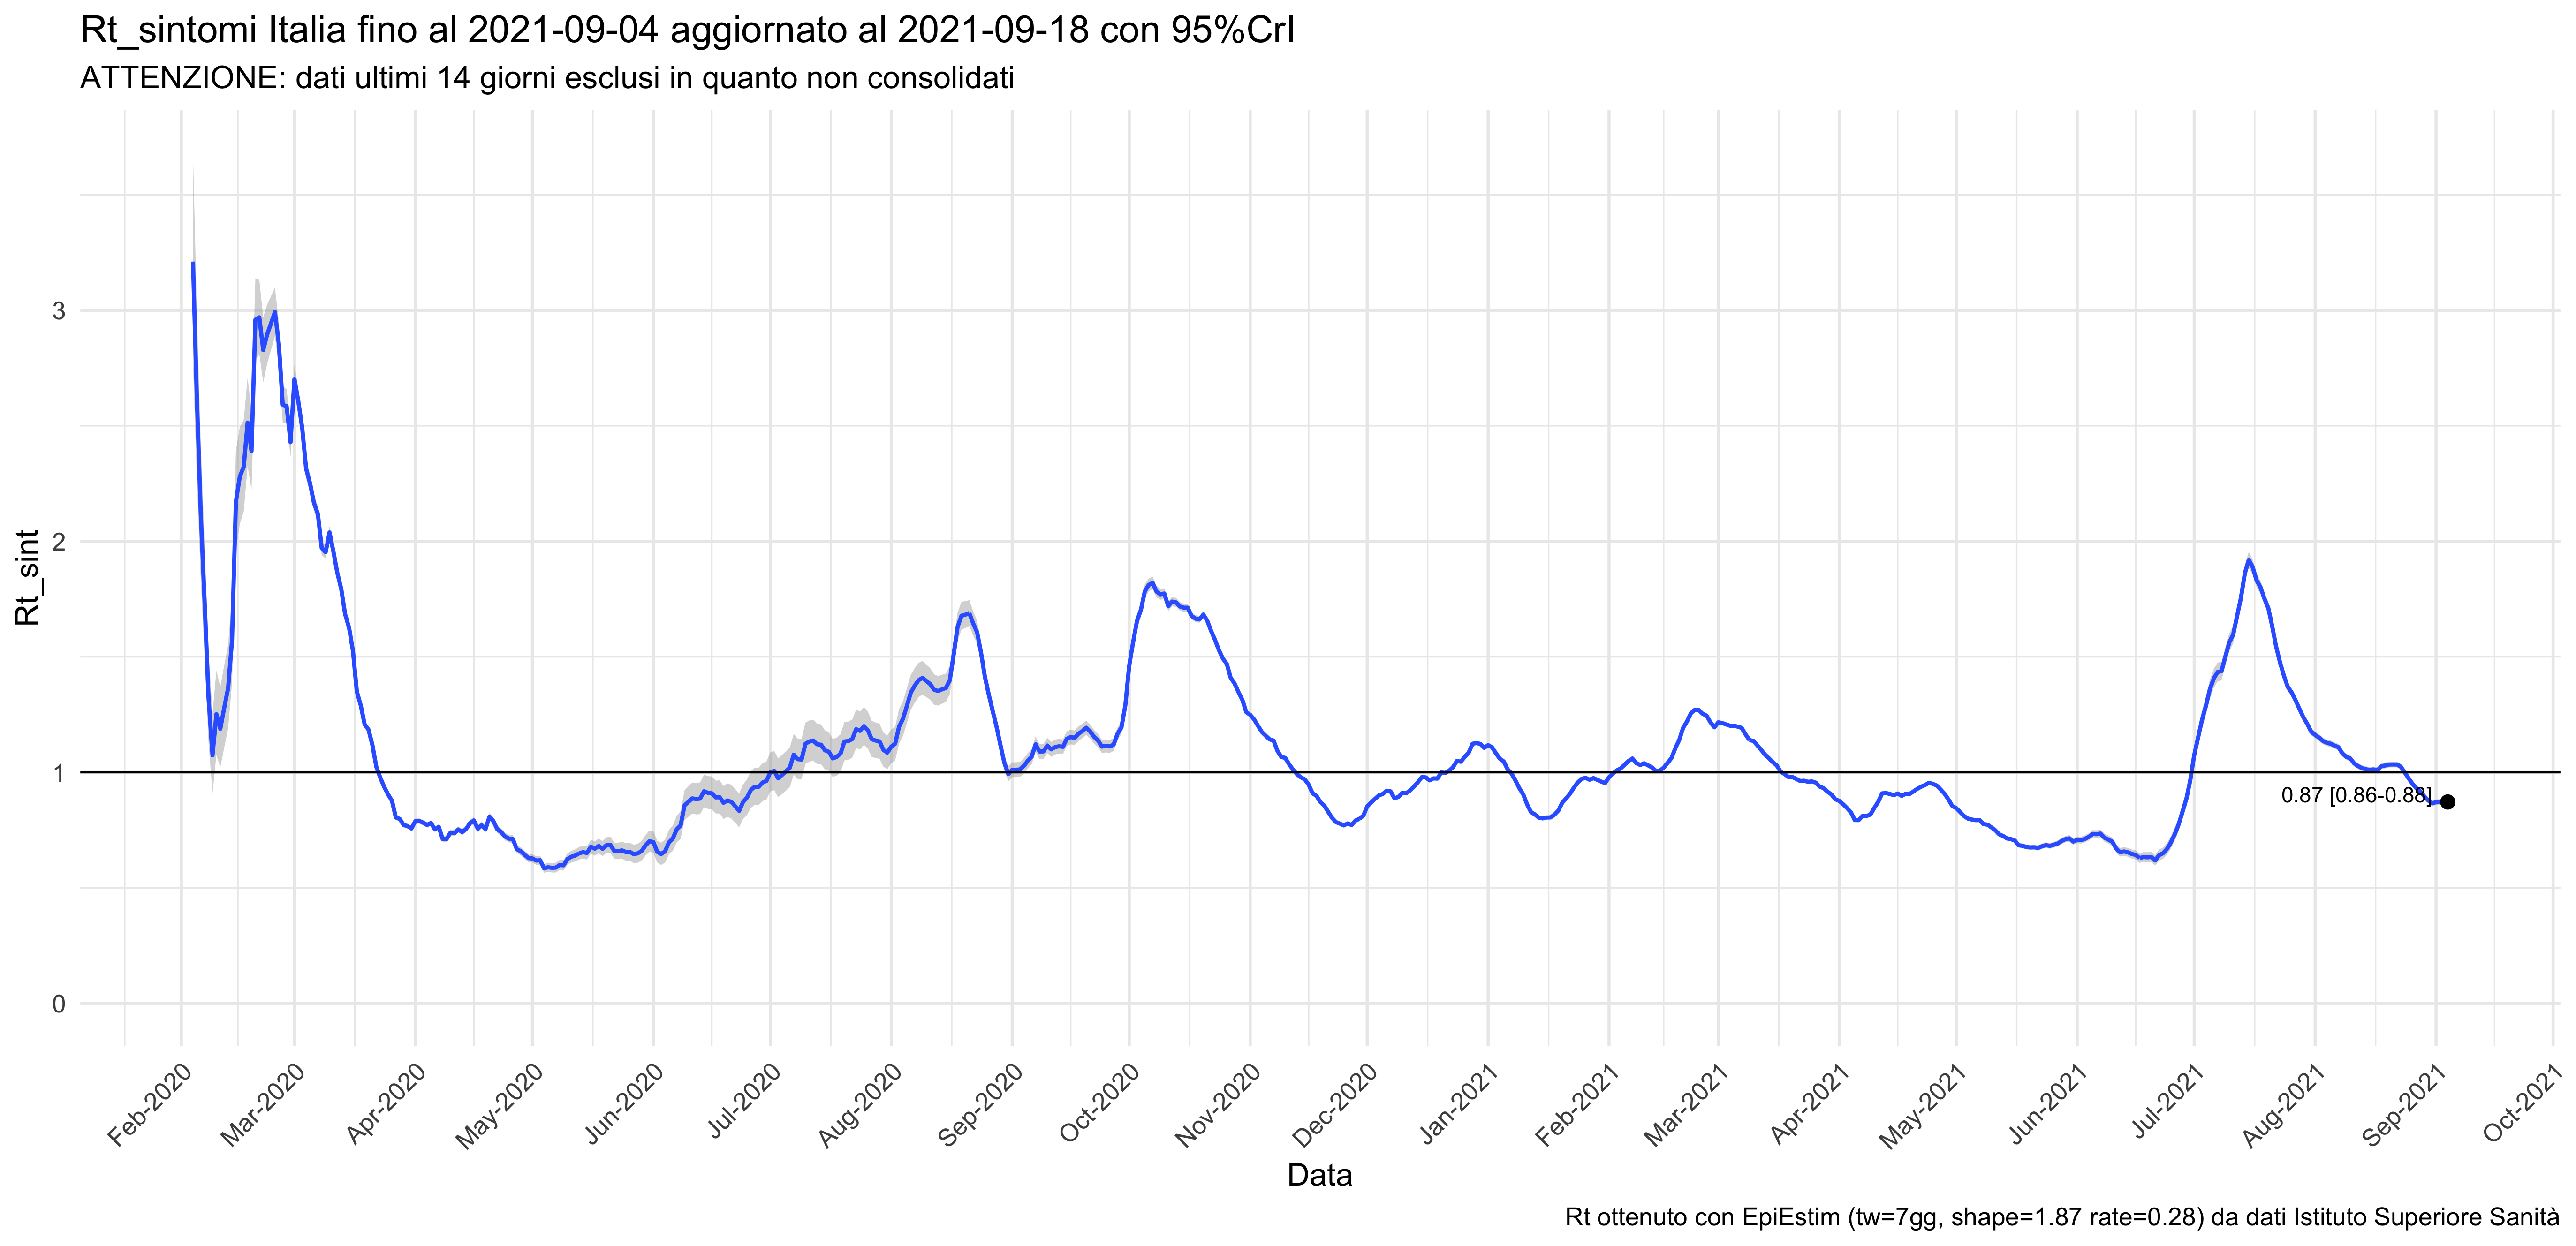 Rt_sintomi Italia fino al 2021-09-04 aggiornato al 2021-09-18 con 95%CrI
ATTENZIONE: dati ultimi 14 giorni esclusi in quanto non consolidati
Rt_sint
3
2
1
0
0.87 [0.86-0.88]
Feb-2020
Mar-2020
Apr-2020
May-2020
Jun-2020
Jul-2020
Aug-2020
Sep-2020
Oct-2020
Nov-2020
Dec-2020
Jan-2021
Feb-2021
Mar-2021
Apr-2021
May-2021
Jun-2021
Jul-2021
Aug-2021
Sep-2021
Oct-2021
Data
Rt ottenuto con EpiEstim (tw=7gg, shape=1.87 rate=0.28) da dati Istituto Superiore Sanità